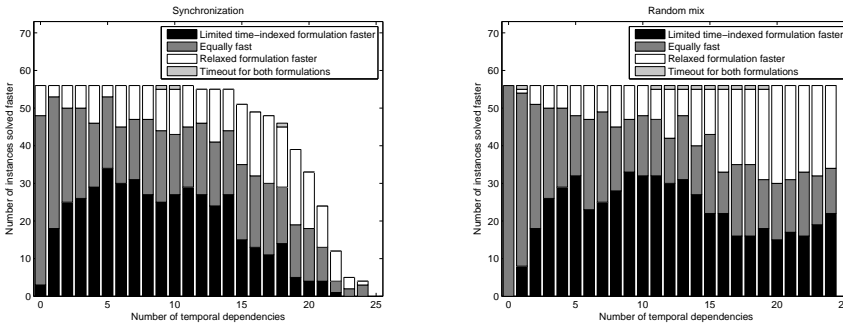 Synchronization
Limited time-indexed formulation faster
Equally fast
Relaxed formulation faster
Timeout for both formulations
Number of instances solved faster
70
60
50
40
30
20
10
0
0 5 10 15 20 25
Number of temporal dependencies
Random mix
Limited time-indexed formulation faster
Equally fast
Relaxed formulation faster
Timeout for both formulations
Number of instances solved faster
70
60
50
40
30
20
10
0
0 5 10 15 20
Number of temporal dependencies